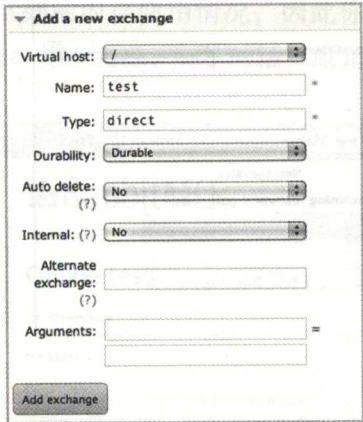 ▼ Add a new exchange
Virtual host: /
Name: test *
Type: direct *
Durability: Durable
Auto delete: No
(?)
Internal: (?) No
Alternate
exchange:
(?)
Arguments: =
Add exchange